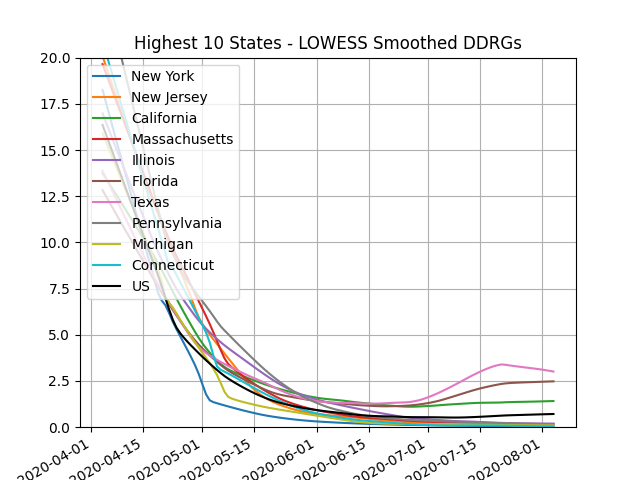 Highest 10 States - LOWESS Smoothed DDRGs
20.0
17.5
15.0
12.5
10.0
7.5
5.0
2.5
0.0
New York
New Jersey
California
Massachusetts
Illinois
Florida
Texas
Pennsylvania
Michigan
Connecticut
US
2020-04-01
2020-04-15
2020-05-01
2020-05-15
2020-06-01
2020-06-15
2020-07-01
2020-07-15
2020-08-01